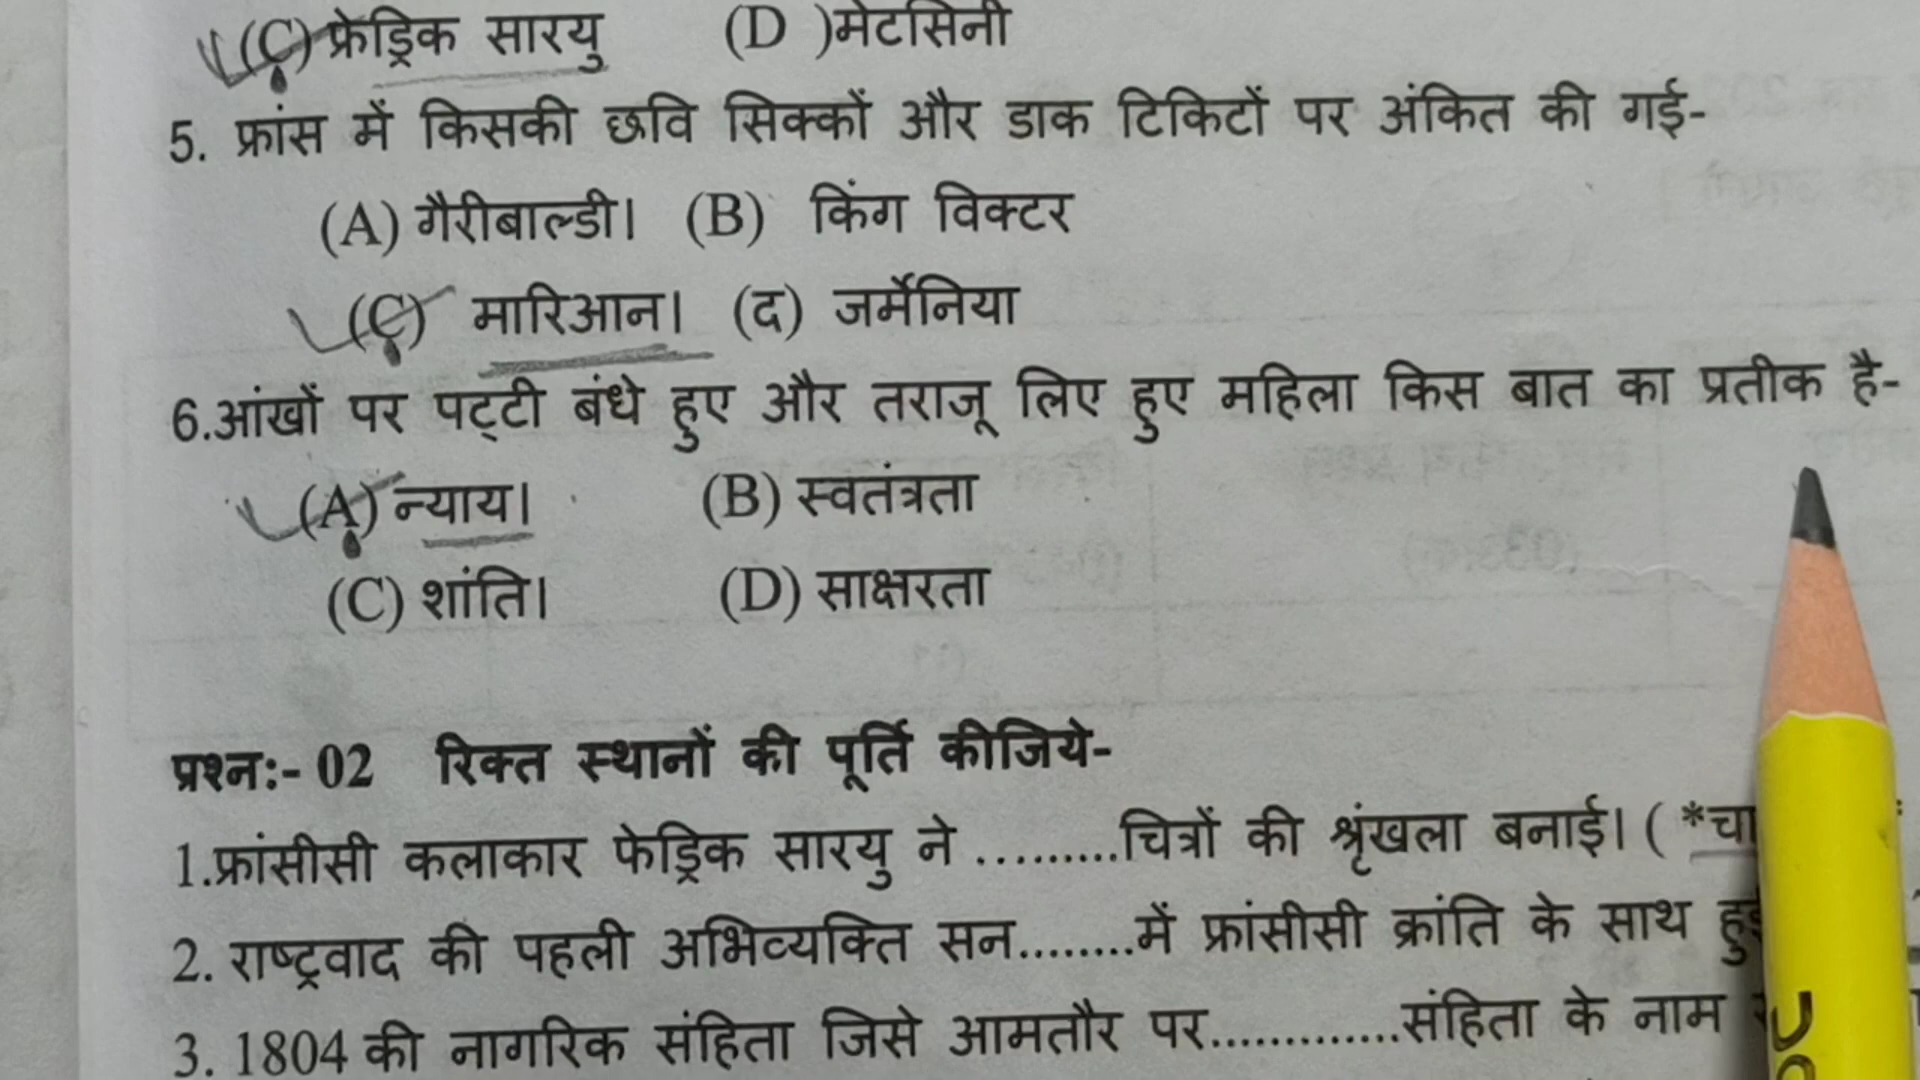 (C) फ्रेड्रिक सारयु (D )मेटसिनी
5. फ्रांस में किसकी छवि सिक्कों और डाक टिकिटों पर अंकित की गई-
(A) गैरीबाल्डी। (B) किंग विक्टर
(C) मारिआन। (द) जर्मेनिया
6.आंखों पर पट्टी बंधे हुए और तराजू लिए हुए महिला किस बात का प्रतीक है-
(A) न्याय। (B) स्वतंत्रता
(C) शांति। (D) साक्षरता
प्रश्न:- 02 रिक्त स्थानों की पूर्ति कीजिये-
1.फ्रांसीसी कलाकार फेड्रिक सारयु ने .........चित्रों की श्रृंखला बनाई। ( *चा
2. राष्ट्रवाद की पहली अभिव्यक्ति सन........में फ्रांसीसी क्रांति के साथ
3. 1804 की नागरिक संहिता जिसे आमतौर पर.............संहिता के नाम